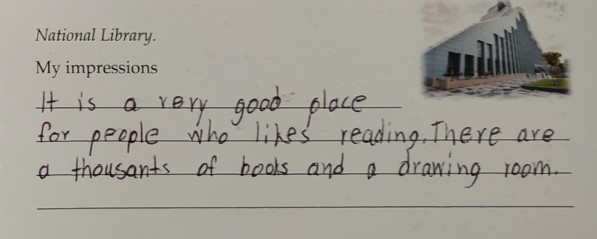 National Library.
My impressions
It is a very good place
for people who likes reading. There are
a thousants of books and a drawing room.